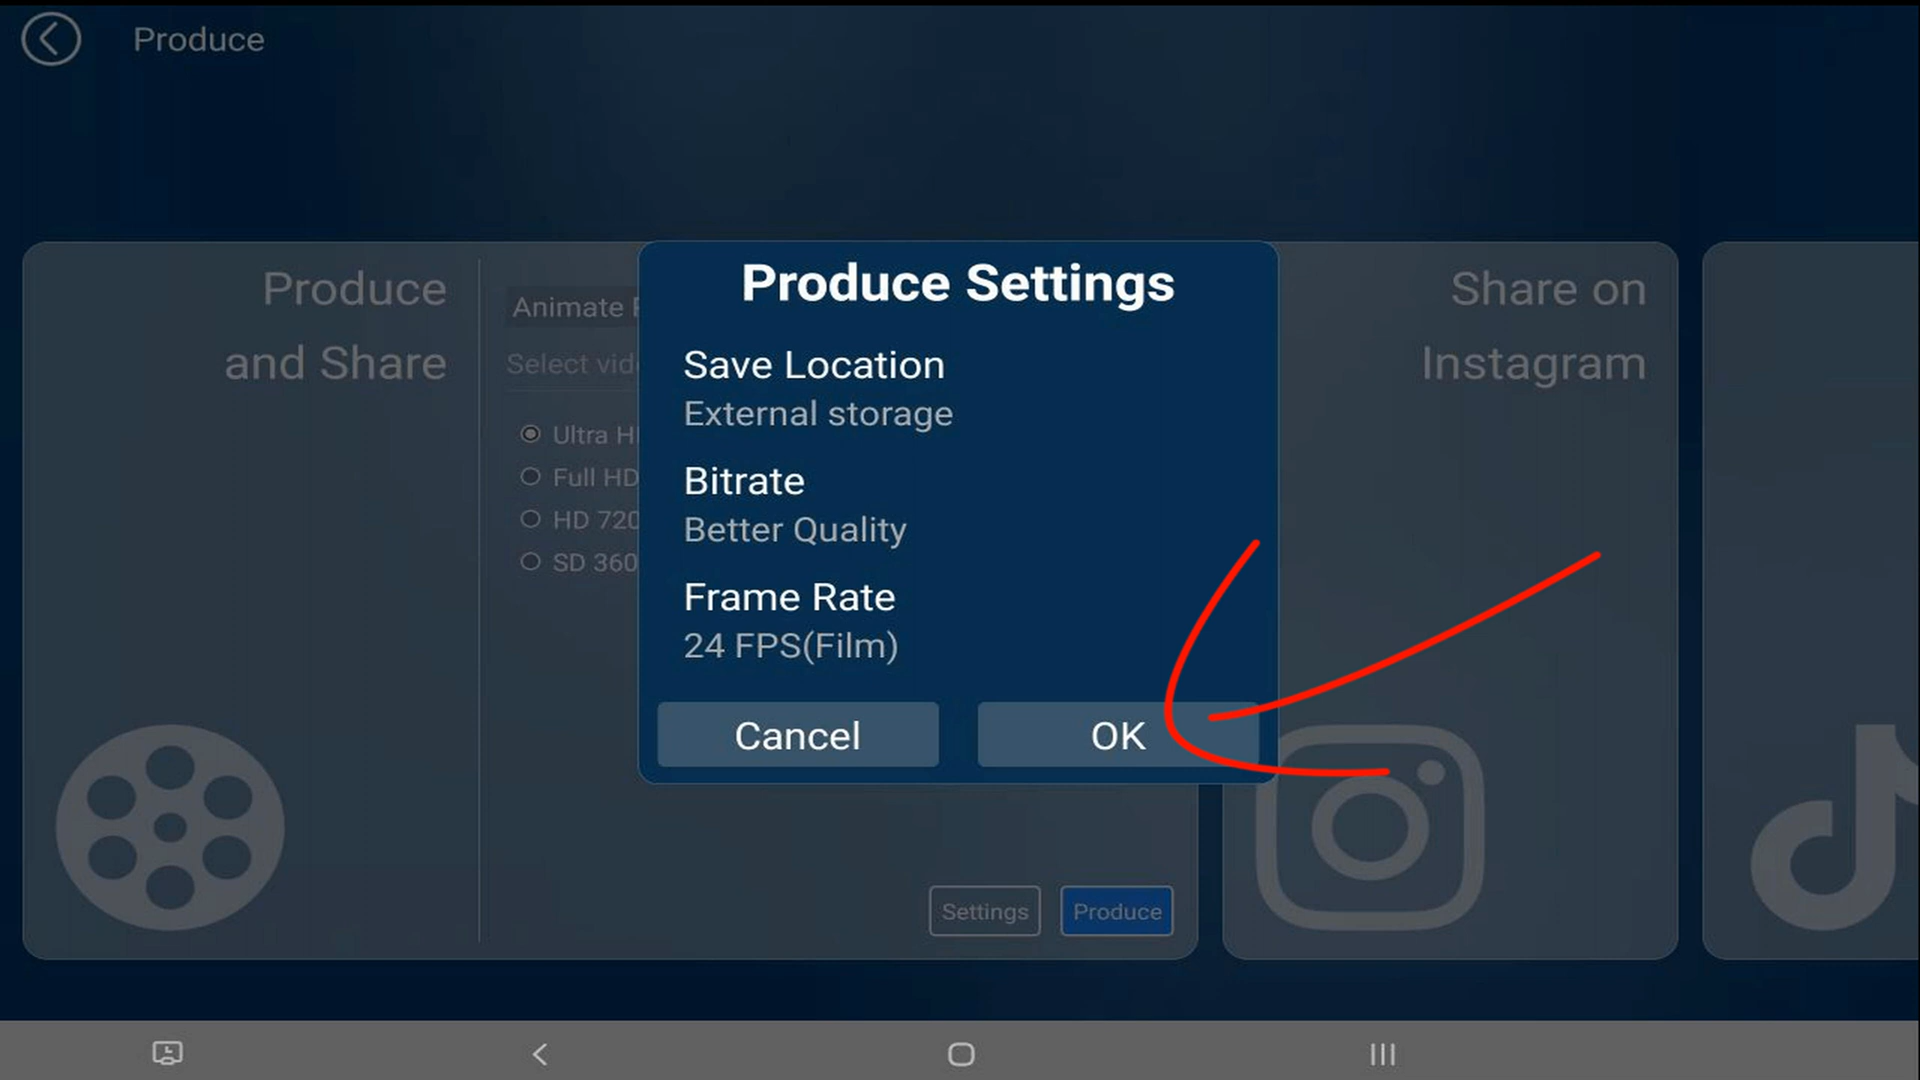 Produce
Produce
and Share
Animate
Select vid
Ultra H
Full HD
HD 720
SD 360
Produce Settings
Save Location
External storage
Bitrate
Better Quality
Frame Rate
24 FPS(Film)
Cancel
OK
Settings
Produce
Share on
Instagram